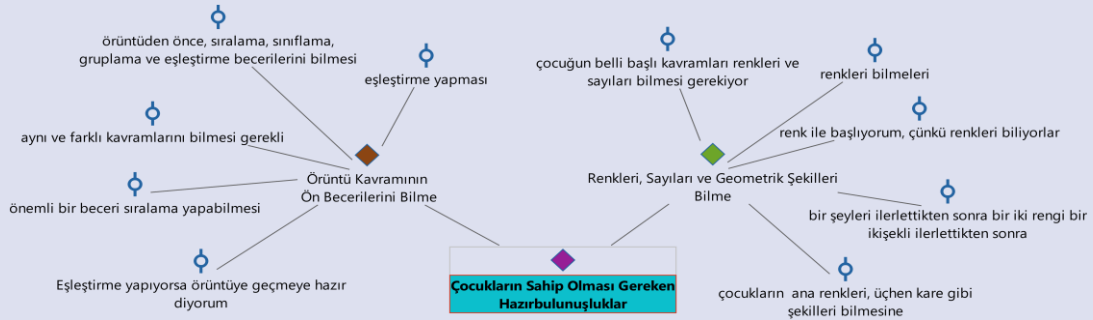 örüntüden önce, sıralama, sınıflama,
gruplama ve eşleştirme becerilerini bilmesi
eşleştirme yapması
çocuğun belli başlı kavramları renkleri ve
sayıları bilmesi gerekiyor
renkleri bilmeleri
aynı ve farklı kavramlarını bilmesi gerekli
renk ile başlıyorum, çünkü renkleri biliyorlar
Örüntü Kavramının
Ön Becerilerini Bilme
Renkleri, Sayıları ve Geometrik Şekilleri
Bilme
önemli bir beceri sıralama yapabilmesi
bir şeyleri ilerlettikten sonra bir iki rengi bir
ikişekli ilerlettikten sonra
Eşleştirme yapıyorsa örüntüye geçmeye hazır
diyorum
Çocukların Sahip Olması Gereken
Hazırbulunuşluklar
çocukların ana renkleri, üçhen kare gibi
şekilleri bilmesine